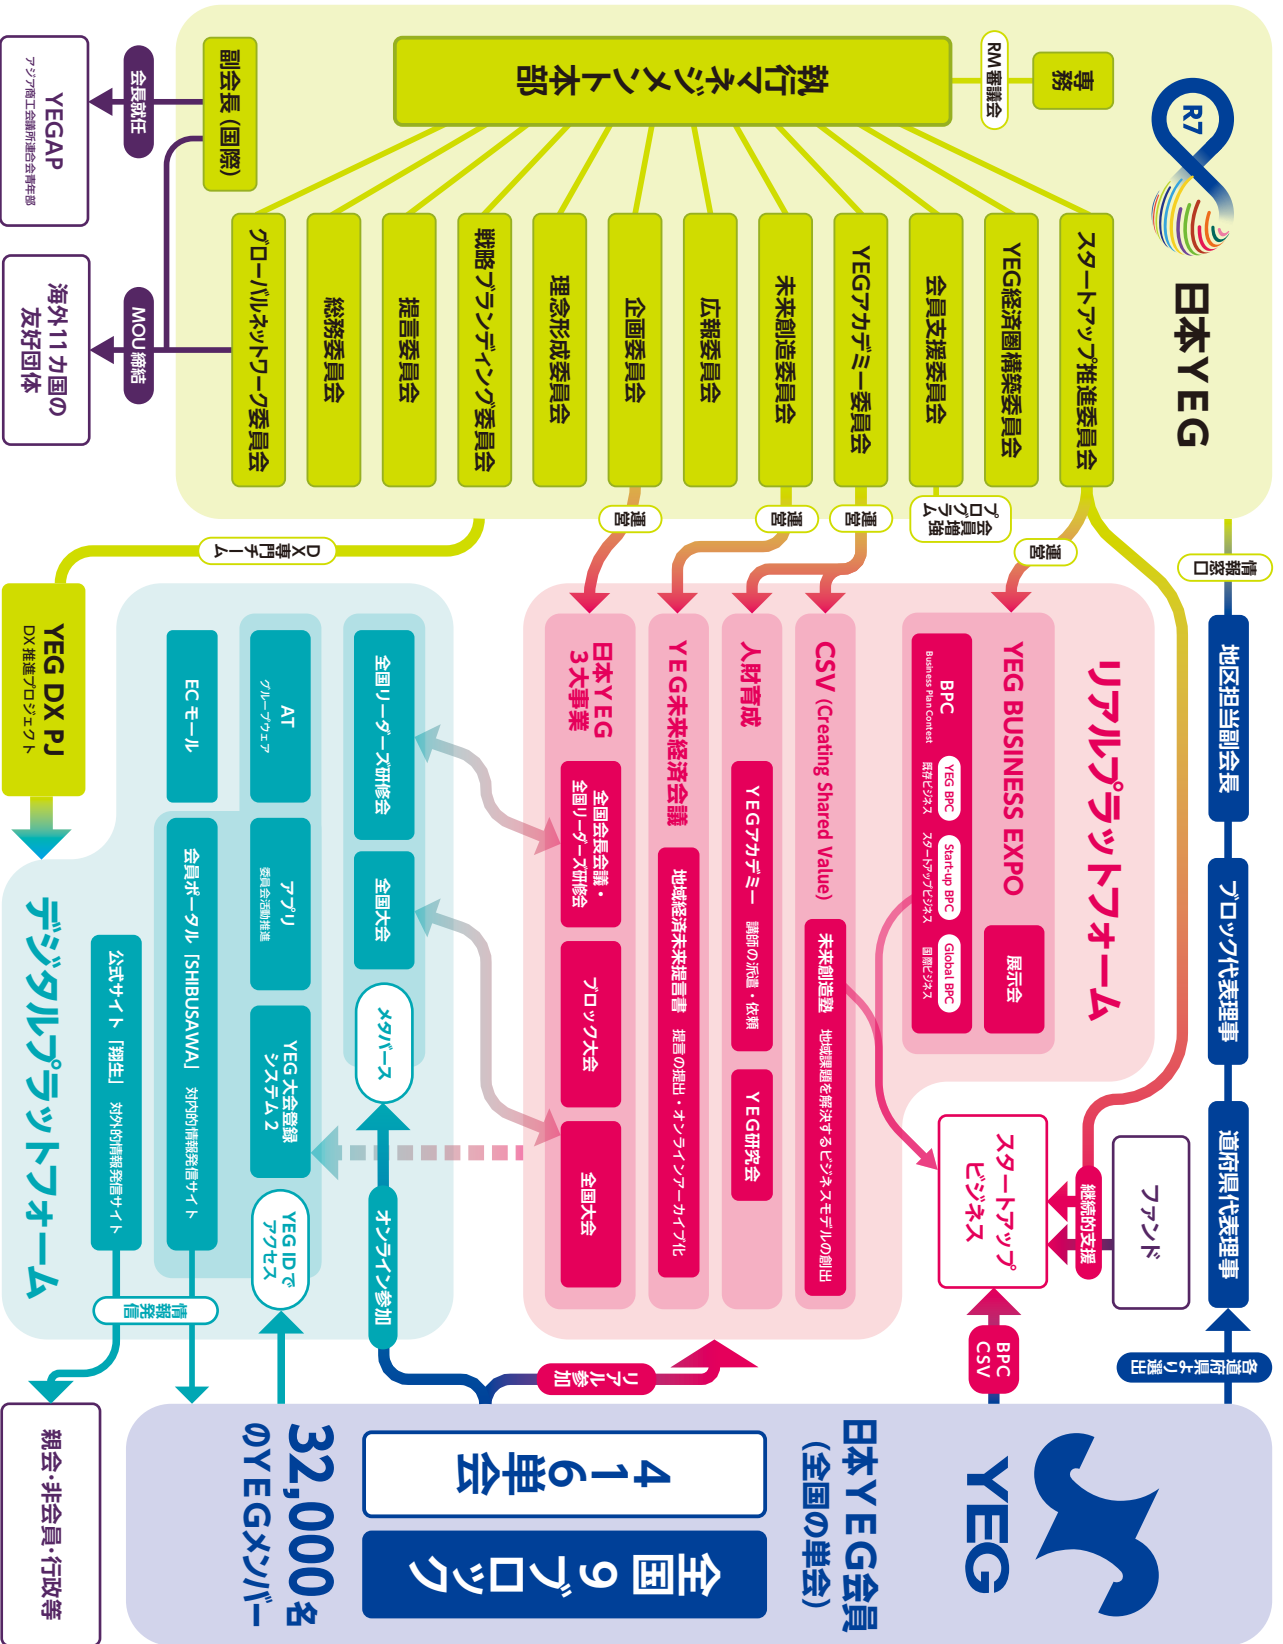 R7
日本YEG
専務
RM審議会
執行マネジメント本部
副会長（国際）
会長就任
YEGAP
アジア商工会議所連合会青年部
MOU締結
海外11カ国の
友好団体
スタートアップ推進委員会
YEG経済圏構築委員会
会員支援委員会
YEGアカデミー委員会
未来創造委員会
広報委員会
企画委員会
理念形成委員会
戦略ブランディング委員会
提言委員会
総務委員会
グローバルネットワーク委員会
情報窓口
運営
会員増強
プログラム
運営
運営
運営
DX専門チーム
地区担当副会長
ブロック代表理事
道府県代表理事
各道府県より選出
リアルプラットフォーム
YEG BUSINESS EXPO
展示会
BPC
Business Plan Contest
YEG BPC
既存ビジネス
Start-up BPC
スタートアップビジネス
Global BPC
国際ビジネス
CSV (Creating Shared Value)
未来創造塾 地域課題を解決するビジネスモデルの創出
人財育成
YEGアカデミー 講師の派遣・依頼
YEG研究会
YEG未来経済会議
地域経済未来提言書 提言の提出・オンラインアーカイブ化
日本YEG
3大事業
全国会長会議・
全国リーダーズ研修会
ブロック大会
全国大会
ファンド
継続的支援
スタートアップ
ビジネス
BPC
CSV
YEG DX PJ
DX推進プロジェクト
デジタルプラットフォーム
全国リーダーズ研修会
全国大会
メタバース
AT
グループウェア
アプリ
委員会活動推進
YEG大会登録
システム2
YEG IDで
アクセス
ECモール
会員ポータル「SHIBUSAWA」 対内的情報発信サイト
公式サイト「翔生」 対外的情報発信サイト
情報発信
オンライン参加
リアル参加
YEG
日本YEG会員
（全国の単会）
416単会
全国9ブロック
32,000名
のYEGメンバー
親会・非会員・行政等